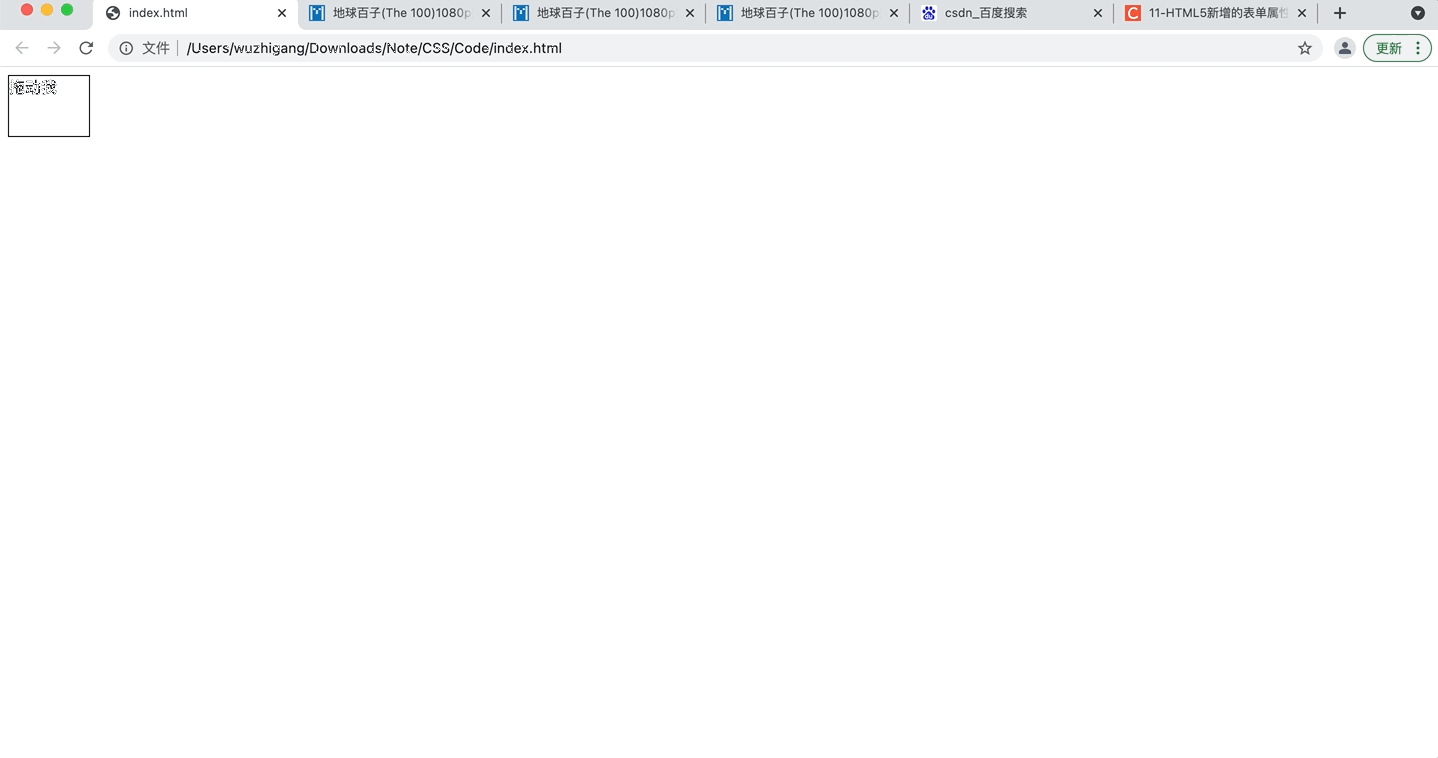 index.html
地球百子(The 100)1080p
地球百子(The 100)1080p
地球百子(The 100)1080p
csdn_百度搜索
11-HTML5新增的表单属性
文件
/Users/wuzhigang/Downloads/Note/CSS/Code/index.html
更新
拖动我